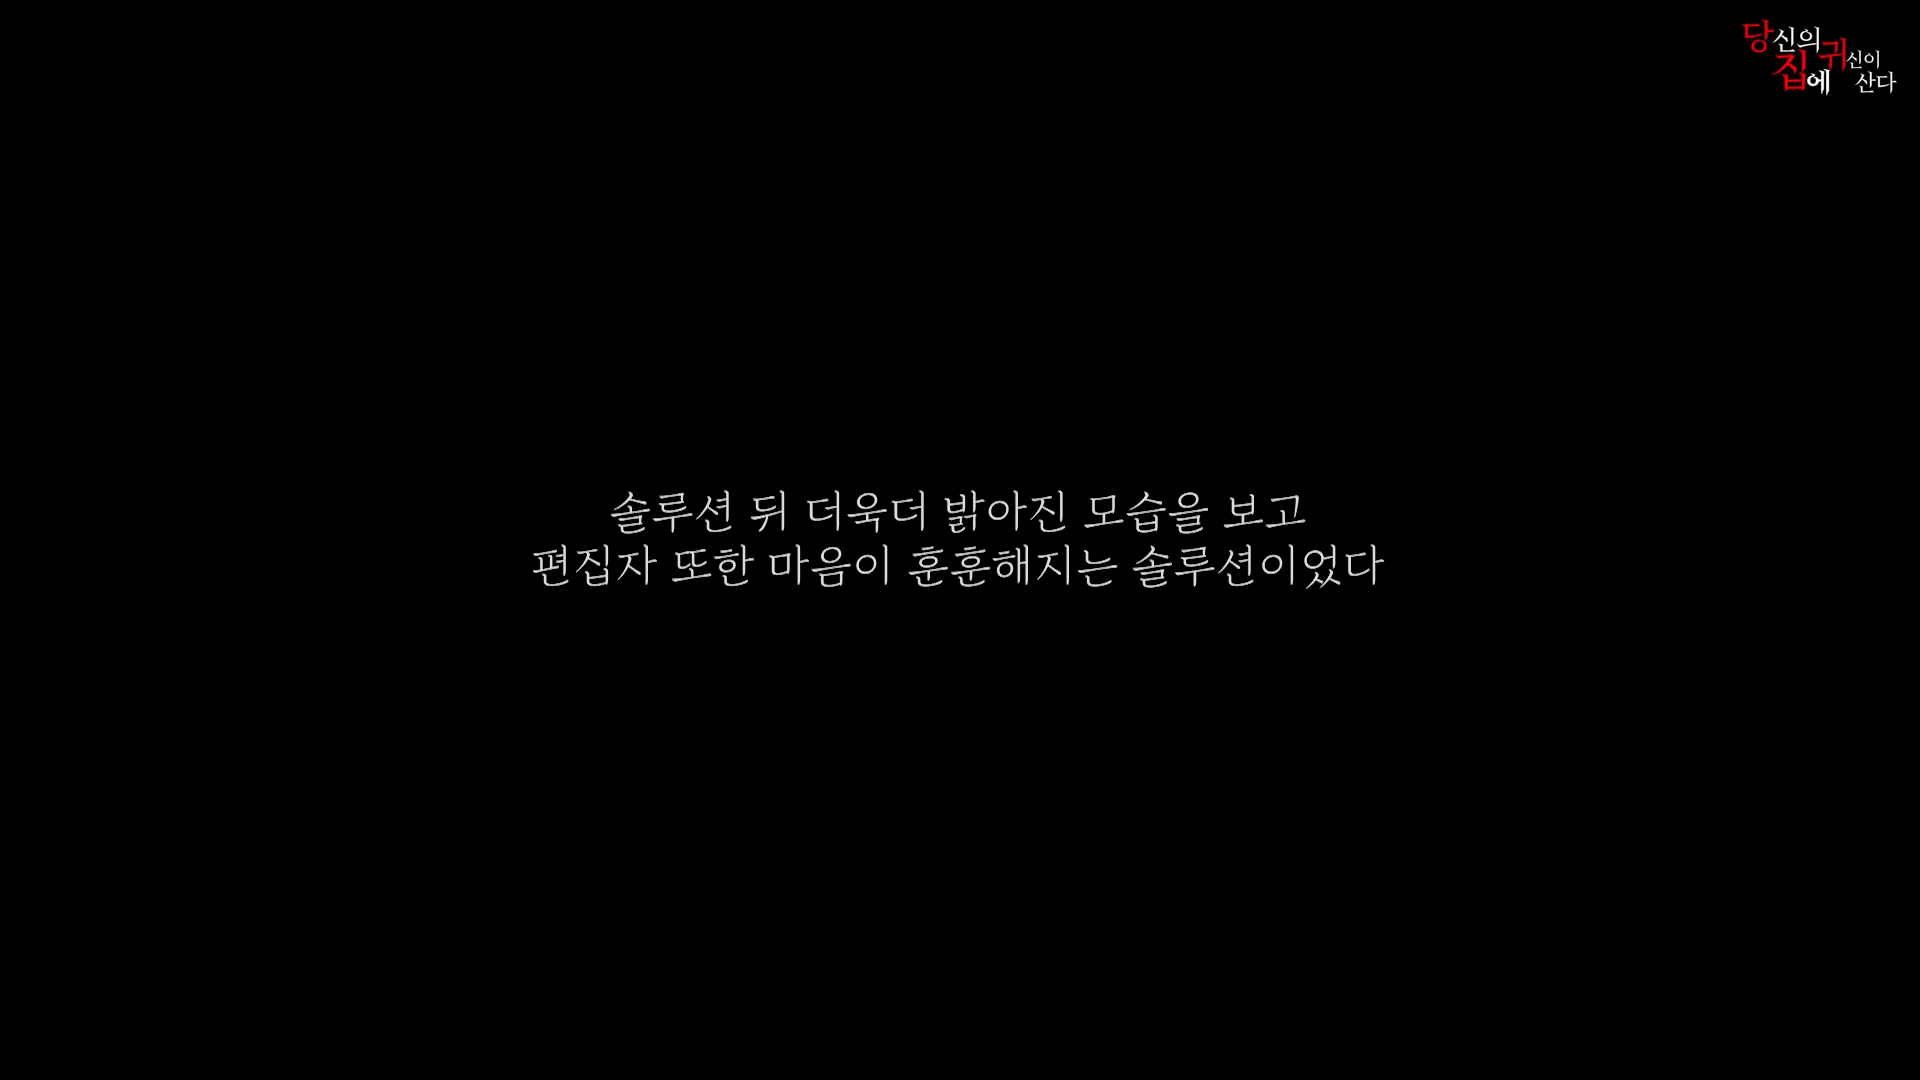 당신의
집에 귀신이
산다
솔루션 뒤 더욱더 밝아진 모습을 보고
편집자 또한 마음이 훈훈해지는 솔루션이었다